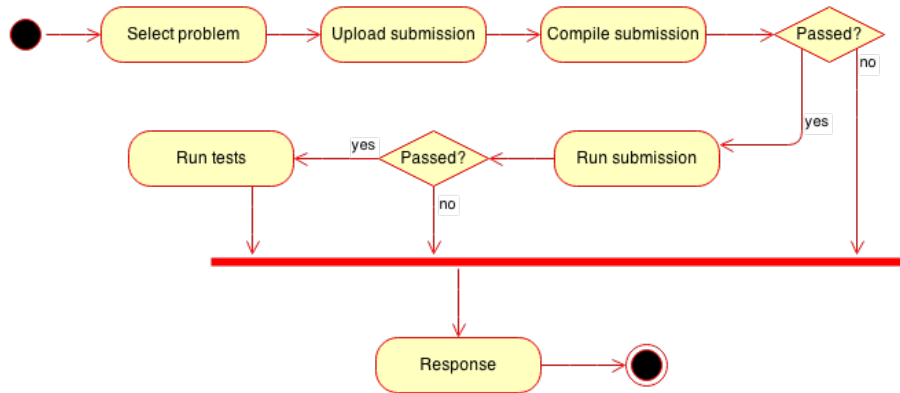 Select problem
Upload submission
Compile submission
Passed?
no
yes
Run tests
yes
Passed?
Run submission
no
Response